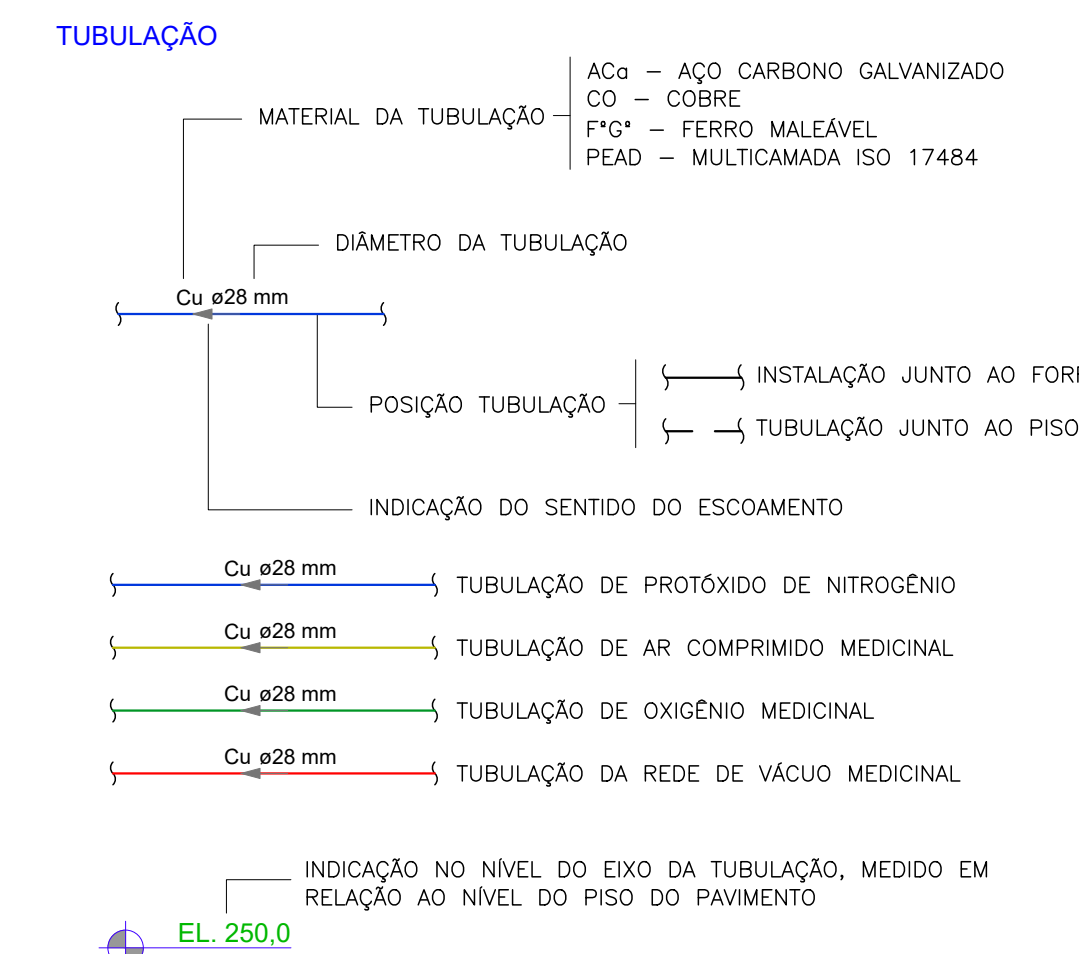 TUBULAÇÃO
MATERIAL DA TUBULAÇÃO
ACa – AÇO CARBONO GALVANIZADO
CO – COBRE
FºGº – FERRO MALEÁVEL
PEAD – MULTICAMADA ISO 17484
DIÂMETRO DA TUBULAÇÃO
Cu ø28 mm
POSIÇÃO TUBULAÇÃO
INSTALAÇÃO JUNTO AO
TUBULAÇÃO JUNTO AO PISO
INDICAÇÃO DO SENTIDO DO ESCOAMENTO
Cu ø28 mm TUBULAÇÃO DE PROTÓXIDO DE NITROGÊNIO
Cu ø28 mm TUBULAÇÃO DE AR COMPRIMIDO MEDICINAL
Cu ø28 mm TUBULAÇÃO DE OXIGÊNIO MEDICINAL
Cu ø28 mm TUBULAÇÃO DA REDE DE VÁCUO MEDICINAL
INDICAÇÃO NO NÍVEL DO EIXO DA TUBULAÇÃO, MEDIDO EM
RELAÇÃO AO NÍVEL DO PISO DO PAVIMENTO
EL. 250,0